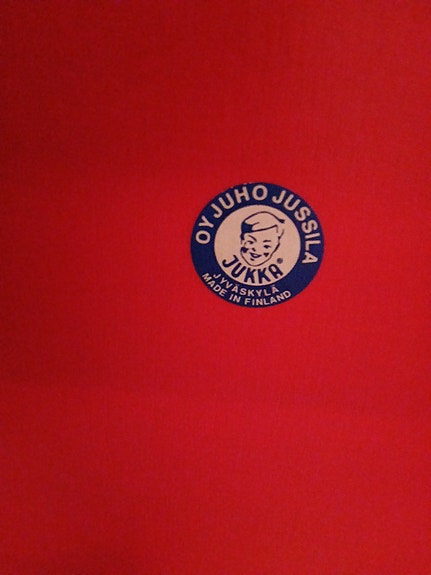 OY JUHO JUSSILA
JUKKA®
JYVÄSKYLÄ
MADE IN FINLAND